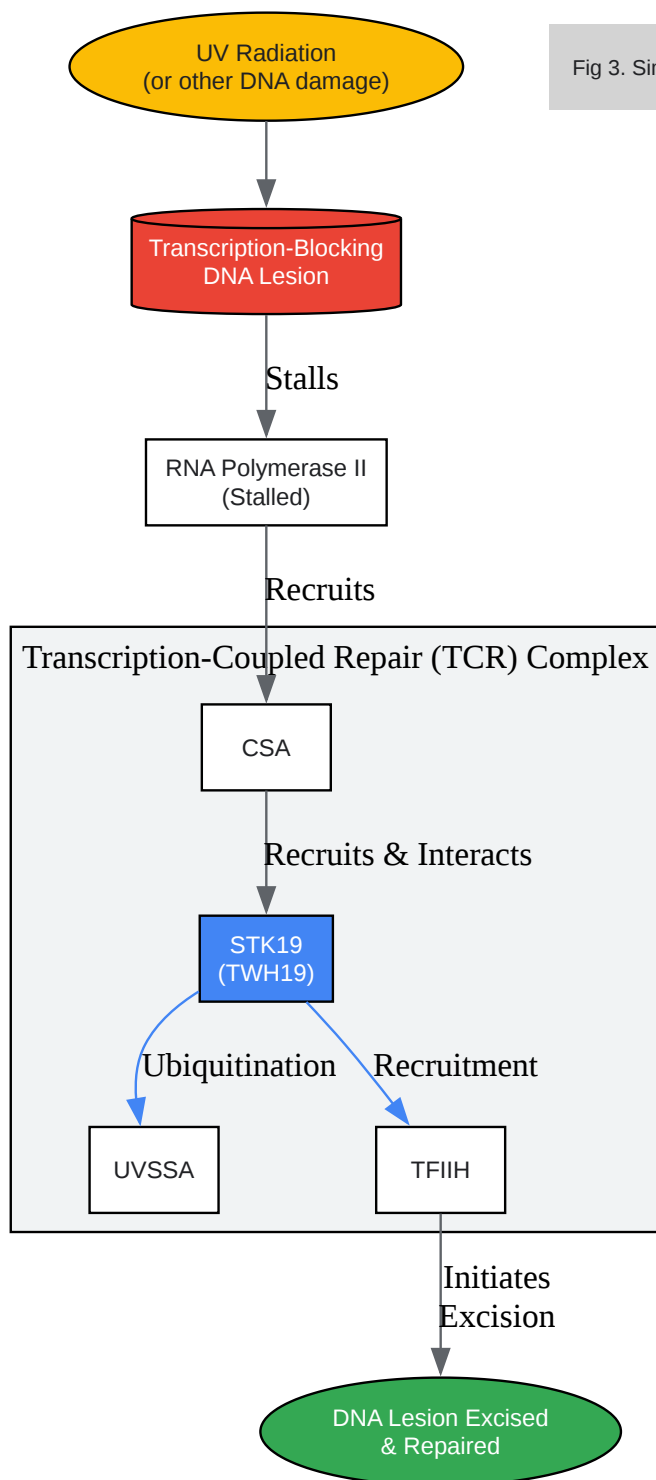 UV Radiation
(or other DNA damage)
Fig 3. Sir
Transcription-Blocking
DNA Lesion
Stalls
RNA Polymerase II
(Stalled)
Recruits
Transcription-Coupled Repair (TCR) Complex
CSA
Recruits & Interacts
STK19
(TWH19)
Ubiquitination
Recruitment
UVSSA
TFIIH
Initiates
Excision
DNA Lesion Excised
& Repaired